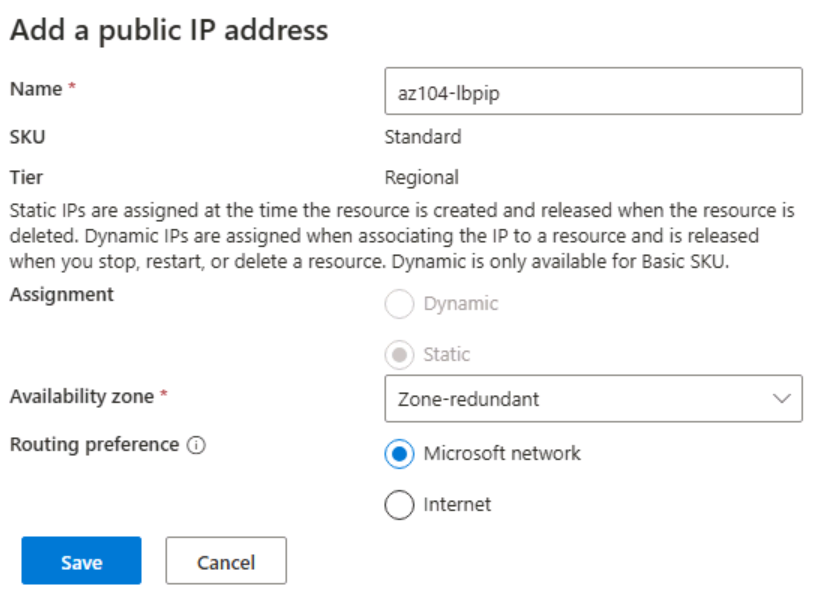 Add a public IP address
Name *
az104-lbpip
SKU
Standard
Tier
Regional
Static IPs are assigned at the time the resource is created and released when the resource is
deleted. Dynamic IPs are assigned when associating the IP to a resource and is released
when you stop, restart, or delete a resource. Dynamic is only available for Basic SKU.
Assignment
Dynamic
Static
Availability zone *
Zone-redundant
Routing preference
Microsoft network
Internet
Save
Cancel